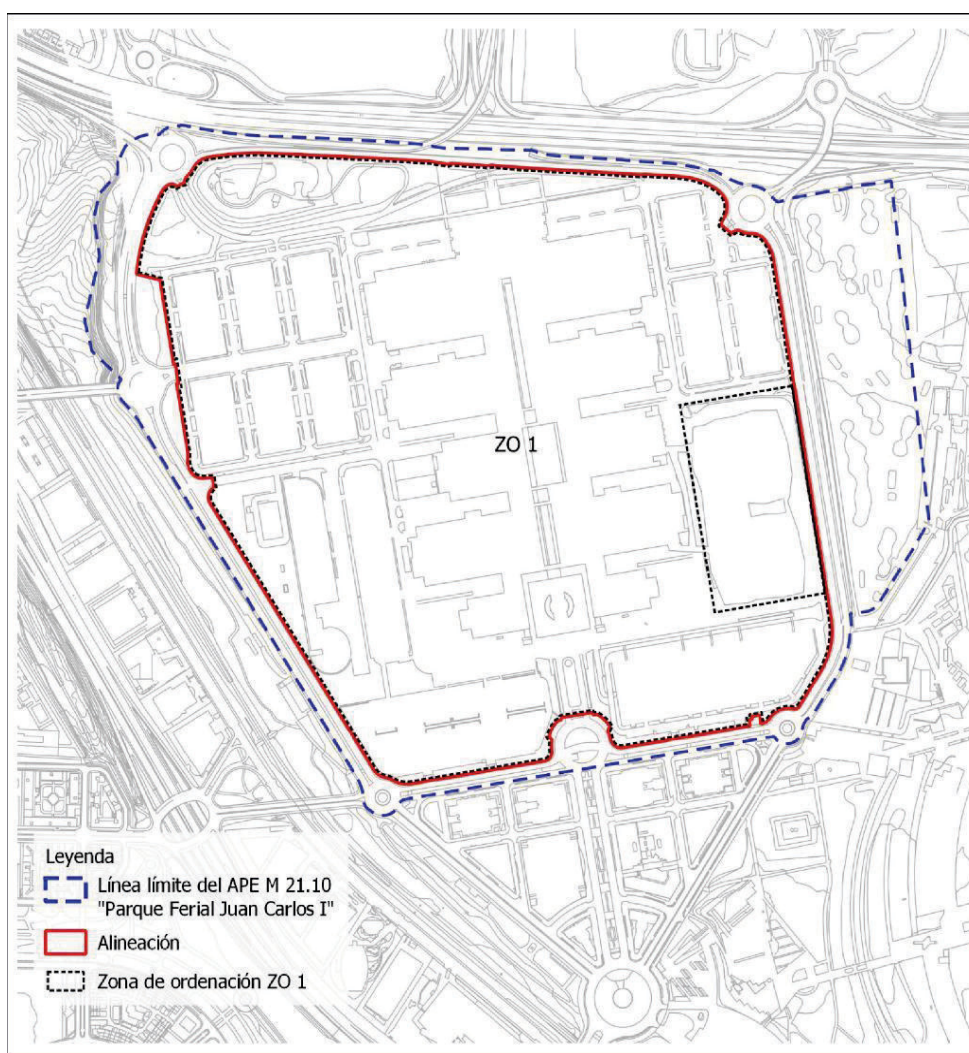 ZO 1
Leyenda
Línea límite del APE M 21.10
"Parque Ferial Juan Carlos I"
Alineación
Zona de ordenación ZO 1